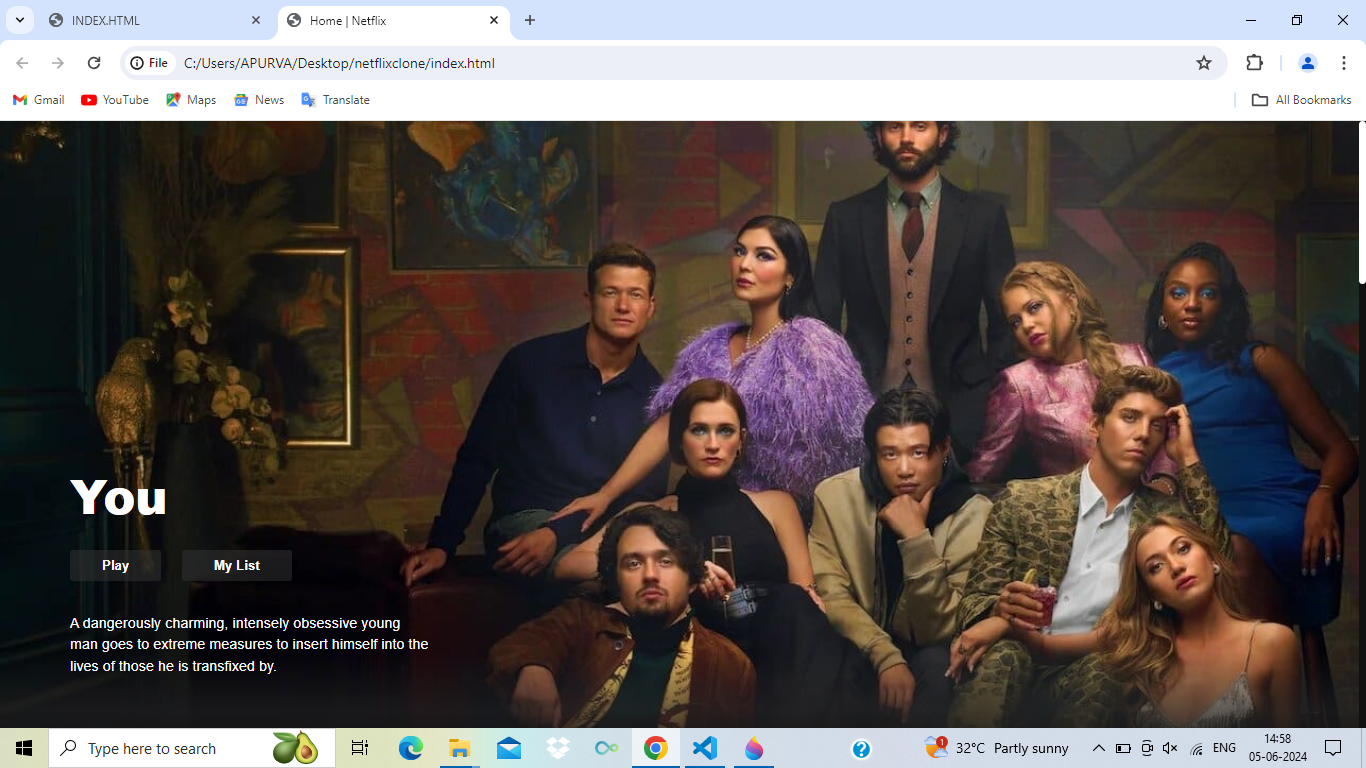 INDEX.HTML
Home | Netflix
File
C:/Users/APURVA/Desktop/netflixclone/index.html
Gmail
YouTube
Maps
News
Translate
All Bookmarks
You
Play
My List
A dangerously charming, intensely obsessive young
man goes to extreme measures to insert himself into the
lives of those he is transfixed by.
Type here to search
1
32°C Partly sunny
ENG
14:58
05-06-2024